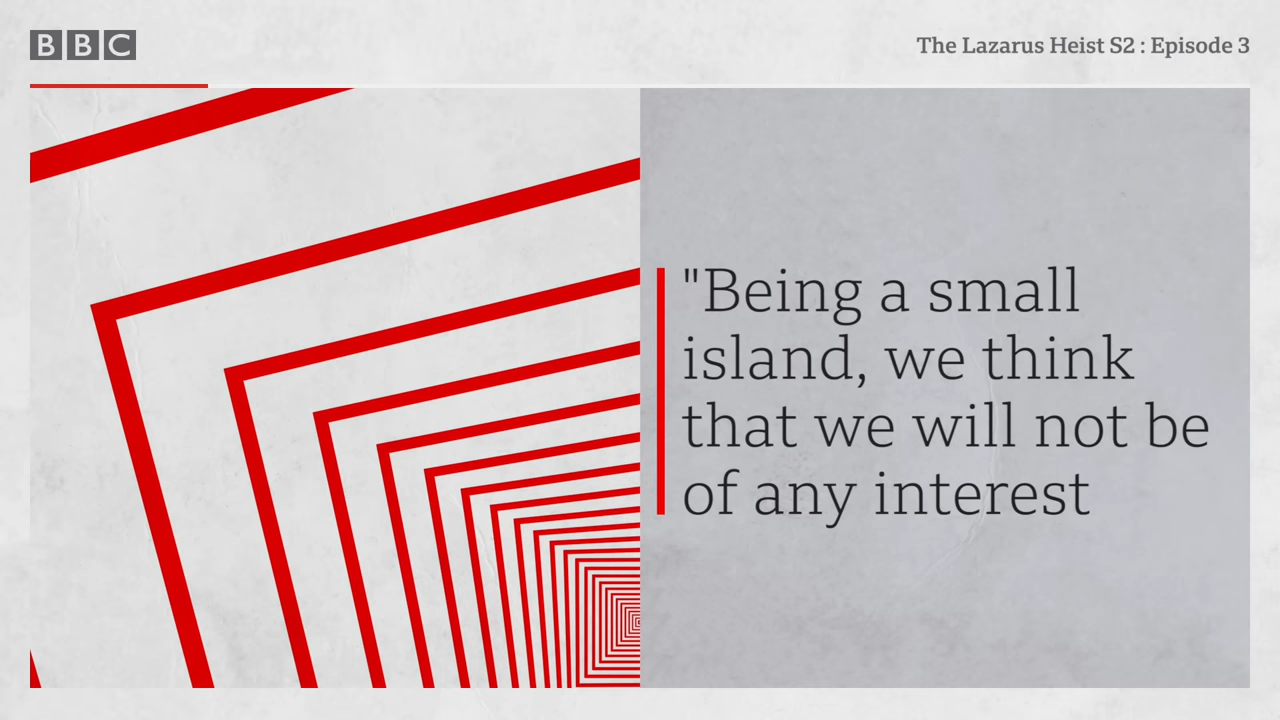 BBC
The Lazarus Heist S2 : Episode 3
"Being a small
island, we think
that we will not be
of any interest